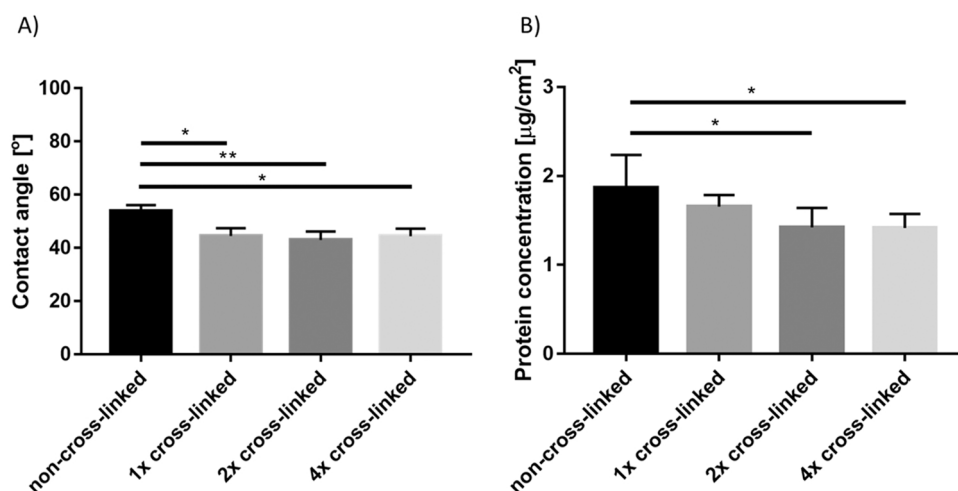 A)
Contact angle [º]
100
80
60
40
20
0
*
**
*
non-cross-linked
1x cross-linked
2x cross-linked
4x cross-linked
B)
Protein concentration [µg/cm²]
3
2
1
0
*
*
non-cross-linked
1x cross-linked
2x cross-linked
4x cross-linked